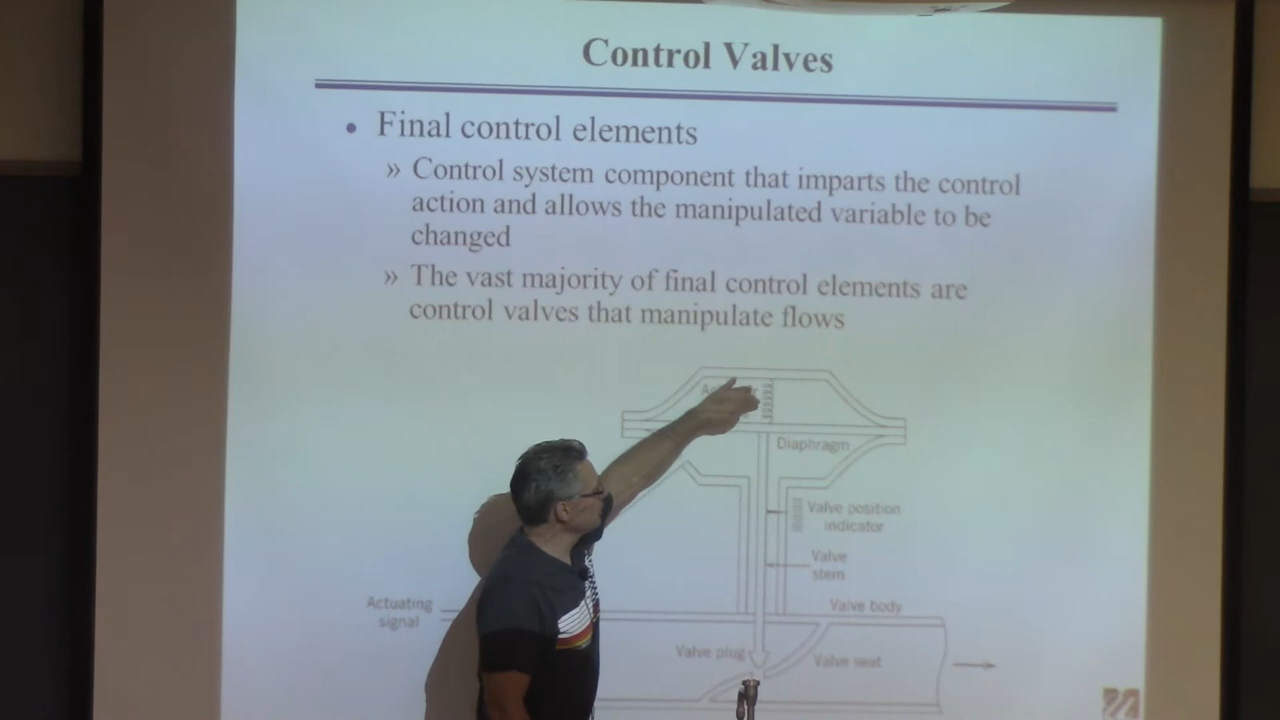 Control Valves
• Final control elements
» Control system component that imparts the control
action and allows the manipulated variable to be
changed
» The vast majority of final control elements are
control valves that manipulate flows
Diaphragm
Valve position
indicator
Valve
stem
Actuating
signal
Valve body
Valve plug
Valve seat